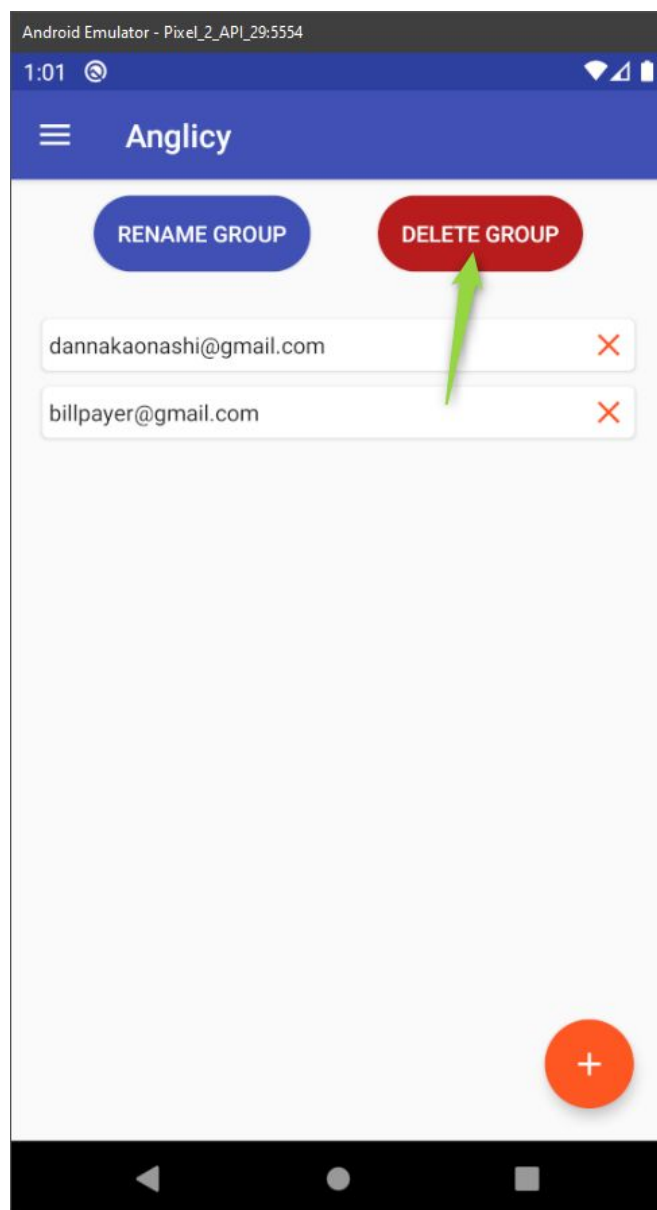 Android Emulator - Pixel_2_API_29:5554
1:01
Anglicy
RENAME GROUP DELETE GROUP
dannakaonashi@gmail.com
billpayer@gmail.com